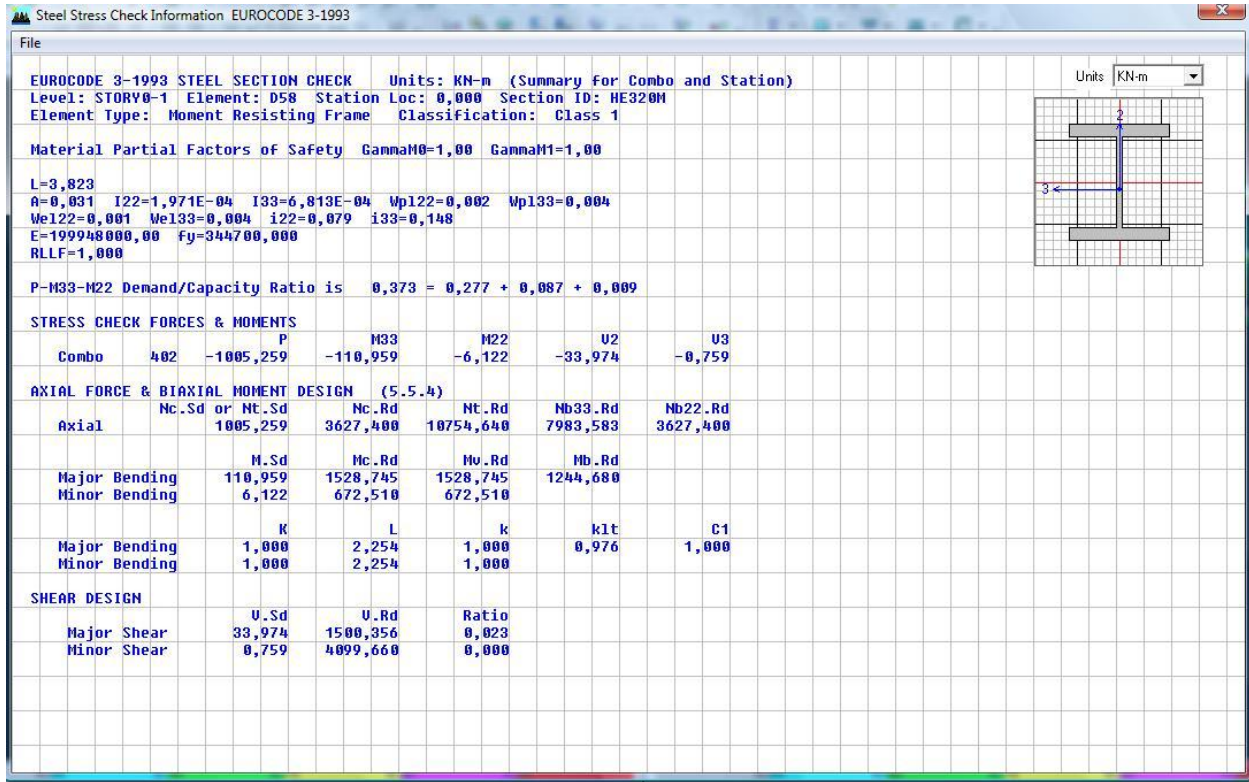 Steel Stress Check Information EUROCODE 3-1993
File
Units KN-m
EUROCODE 3-1993 STEEL SECTION CHECK Units: KN-m (Summary for Combo and Station)
Level: STORY0-1 Element: D58 Station Loc: 0,000 Section ID: HE320M
Element Type: Moment Resisting Frame Classification: Class 1
Material Partial Factors of Safety GammaM0=1,00 GammaM1=1,00
L=3,823
A=0,031 I22=1,971E-04 I33=6,813E-04 Wpl22=0,002 Wpl33=0,004
Wel22=0,001 Wel33=0,004 i22=0,079 i33=0,148
E=199948000,00 fy=344700,000
RLLF=1,000
P-M33-M22 Demand/Capacity Ratio is 0,373 = 0,277 + 0,087 + 0,009
STRESS CHECK FORCES & MOMENTS
P M33 M22 V2 V3
Combo 402 -1005,259 -110,959 -6,122 -33,974 -0,759
AXIAL FORCE & BIAXIAL MOMENT DESIGN (5.5.4)
Nc.Sd or Nt.Sd Nc.Rd Nt.Rd Nb33.Rd Nb22.Rd
Axial 1005,259 3627,400 10754,640 7983,583 3627,400
M.Sd Mc.Rd Mv.Rd Mb.Rd
Major Bending 110,959 1528,745 1528,745 1244,680
Minor Bending 6,122 672,510 672,510
K L k klt C1
Major Bending 1,000 2,254 1,000 0,976 1,000
Minor Bending 1,000 2,254 1,000
SHEAR DESIGN
V.Sd V.Rd Ratio
Major Shear 33,974 1500,356 0,023
Minor Shear 0,759 4099,660 0,000
2
3